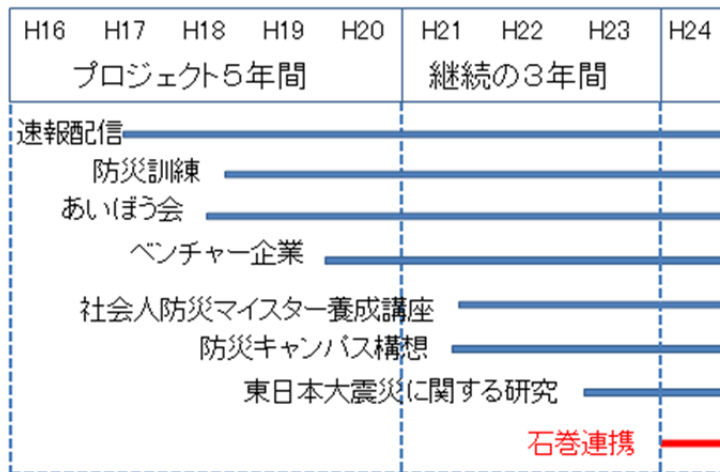 H16 H17 H18 H19 H20 H21 H22 H23 H24
プロジェクト5年間 継続の3年間
速報配信
防災訓練
あいぼう会
ベンチャー企業
社会人防災マイスター養成講座
防災キャンパス構想
東日本大震災に関する研究
石巻連携